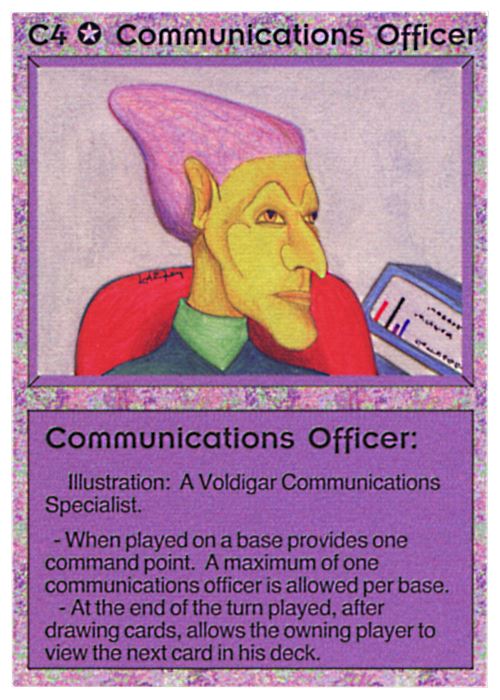 C4 ✪ Communications Officer
Communications Officer:
Illustration: A Voldigar Communications
Specialist.
- When played on a base provides one
command point. A maximum of one
communications officer is allowed per base.
- At the end of the turn played, after
drawing cards, allows the owning player to
view the next card in his deck.